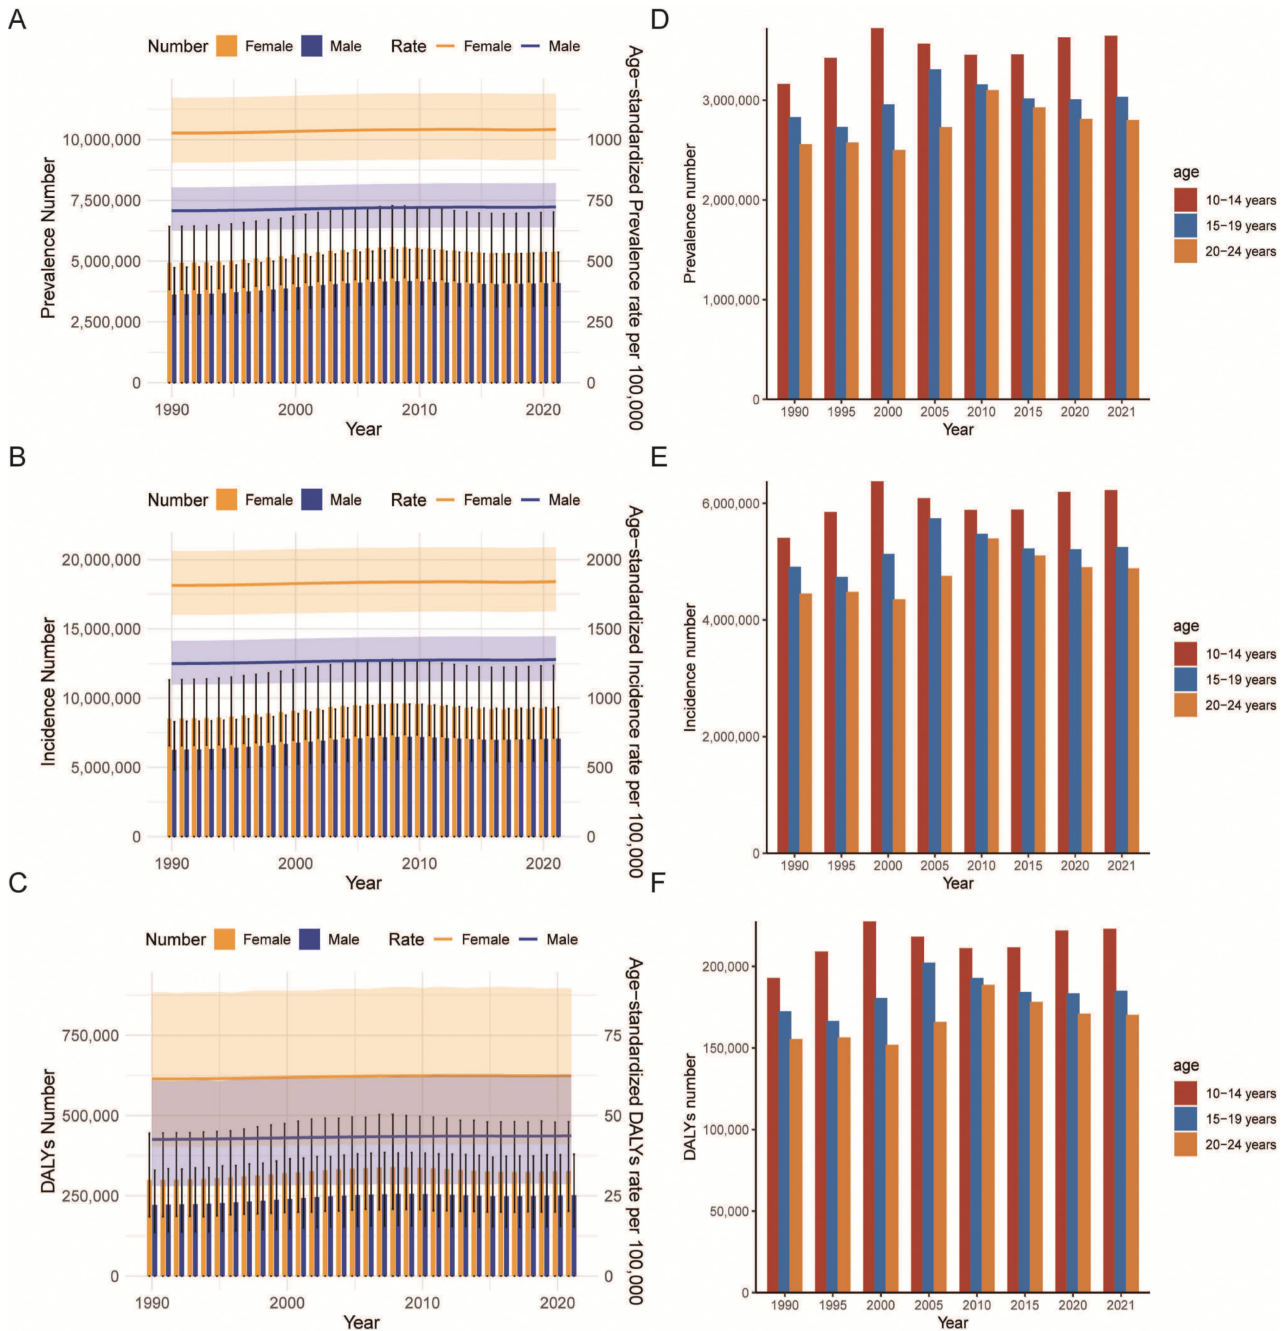 A
Number Female Male Rate Female Male
Prevalence Number
10,000,000
7,500,000
5,000,000
2,500,000
0
1000
750
500
250
0
Age-standardized Prevalence rate per 100,000
1990 2000 2010 2020
Year
D
Prevalence number
3,000,000
2,000,000
1,000,000
0
1990 1995 2000 2005 2010 2015 2020 2021
Year
age
10-14 years
15-19 years
20-24 years
B
Number Female Male Rate Female Male
Incidence Number
20,000,000
15,000,000
10,000,000
5,000,000
0
2000
1500
1000
500
0
Age-standardized Incidence rate per 100,000
1990 2000 2010 2020
Year
E
Incidence number
6,000,000
4,000,000
2,000,000
0
1990 1995 2000 2005 2010 2015 2020 2021
Year
age
10-14 years
15-19 years
20-24 years
C
Number Female Male Rate Female Male
DALYs Number
750,000
500,000
250,000
0
75
50
25
0
Age-standardized DALYs rate per 100,000
1990 2000 2010 2020
Year
F
DALYs number
200,000
150,000
100,000
50,000
0
1990 1995 2000 2005 2010 2015 2020 2021
Year
age
10-14 years
15-19 years
20-24 years